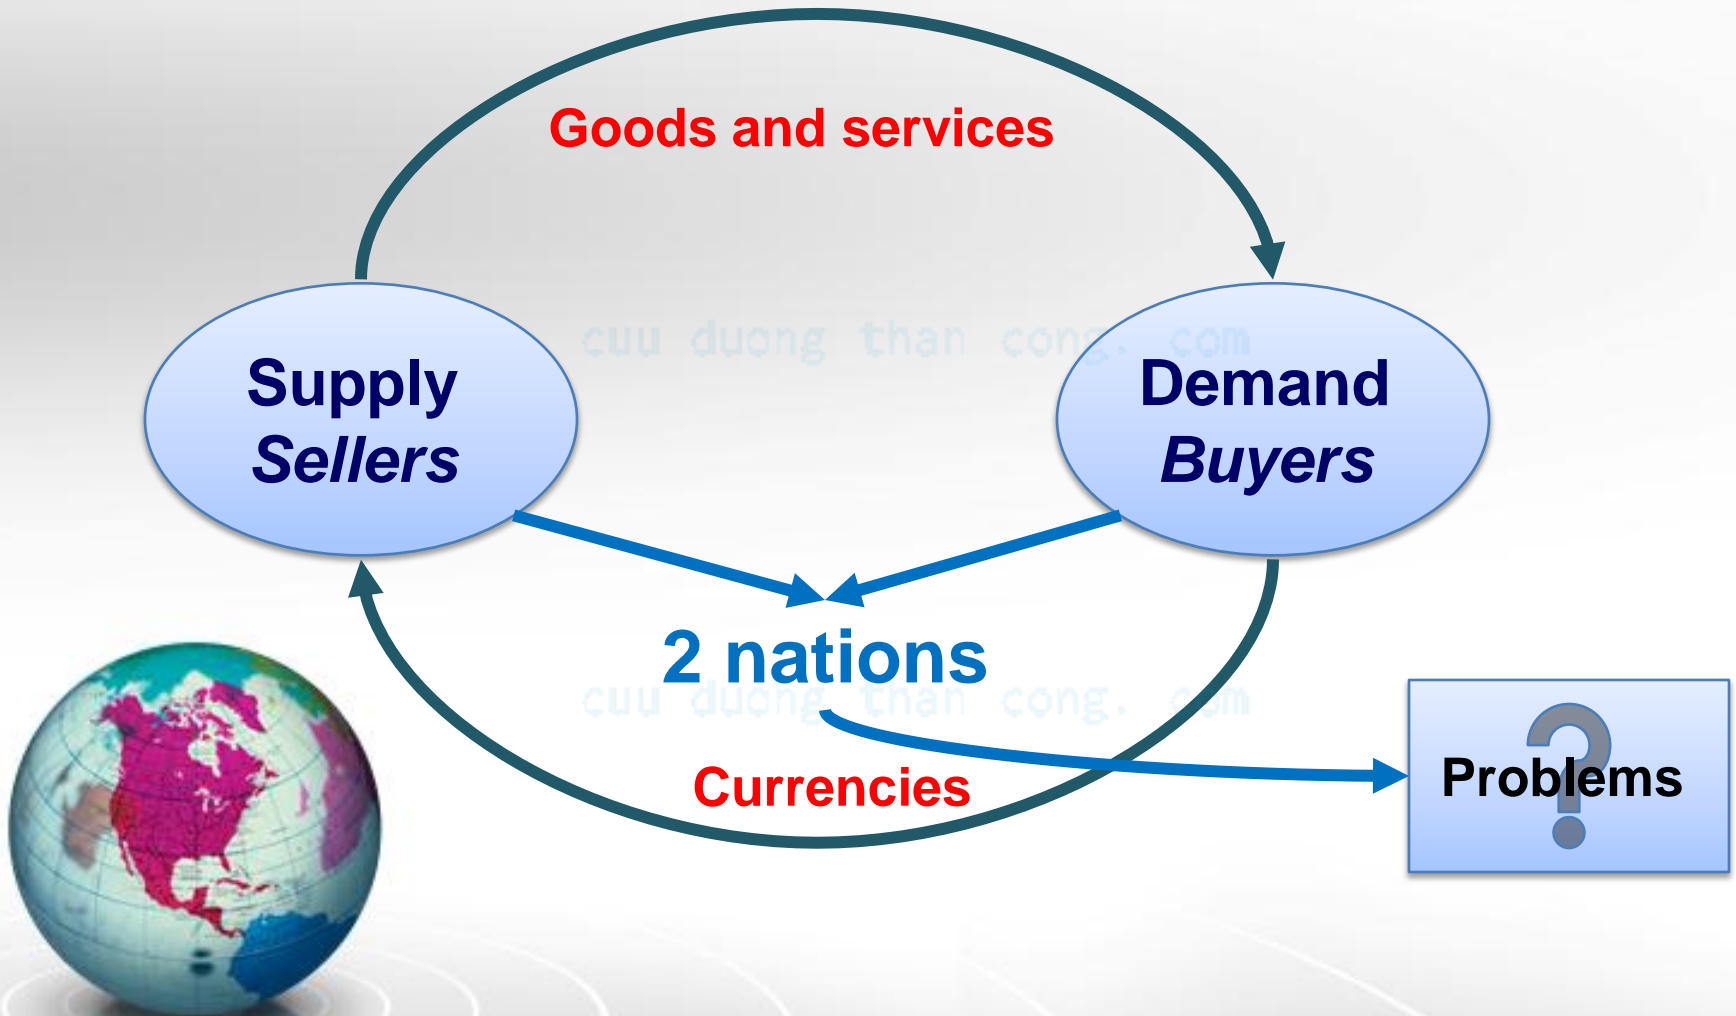 Goods and services
cuu duong than cong. com
Supply
Sellers
Demand
Buyers
2 nations
cuu duong than cong. com
Currencies
?
Problems